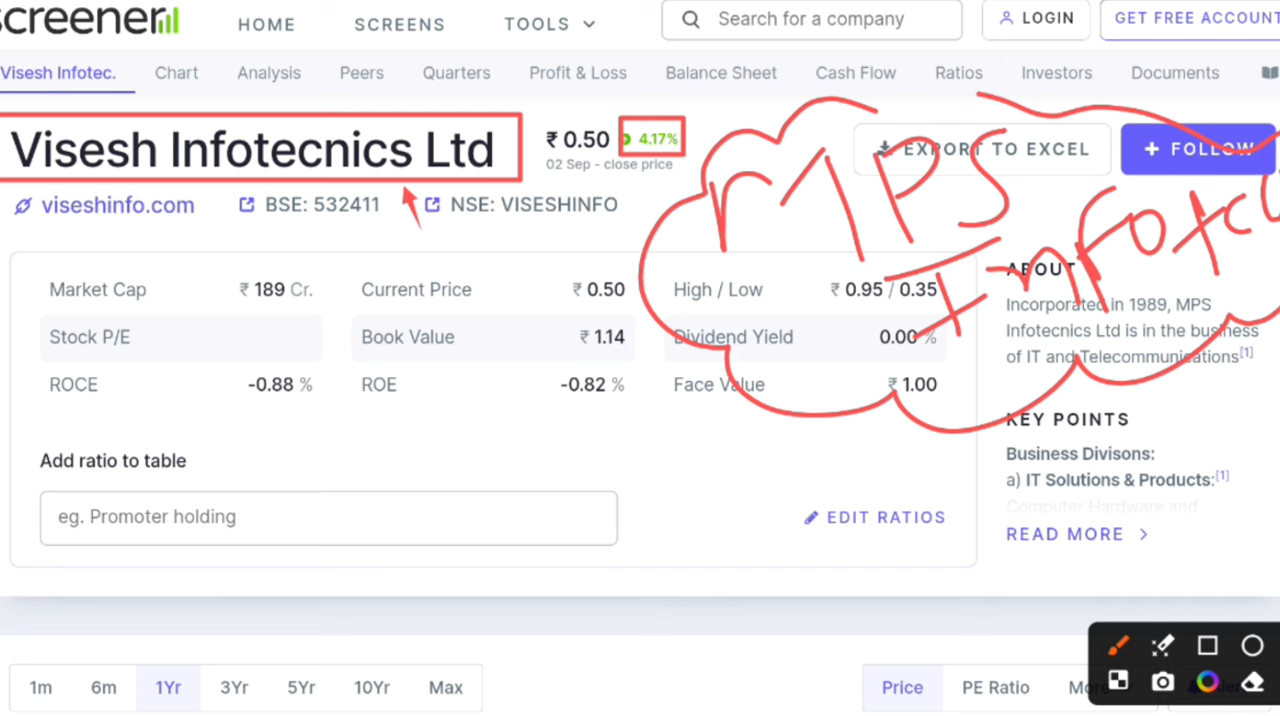 screener
HOME SCREENS TOOLS
Search for a company
LOGIN
GET FREE ACCOUNT
Visesh Infotec. Chart Analysis Peers Quarters Profit & Loss Balance Sheet Cash Flow Ratios Investors Documents
Visesh Infotecnics Ltd
₹ 0.50 4.17%
02 Sep - close price
EXPORT TO EXCEL
+ FOLLOW
viseshinfo.com BSE: 532411 NSE: VISESHINFO
MPS
Infotec
Market Cap ₹ 189 Cr. Current Price ₹ 0.50 High / Low ₹ 0.95 / 0.35
Stock P/E Book Value ₹ 1.14 Dividend Yield 0.00 %
ROCE -0.88 % ROE -0.82 % Face Value ₹ 1.00
Add ratio to table
eg. Promoter holding
EDIT RATIOS
ABOUT
Incorporated in 1989, MPS
Infotecnics Ltd is in the business
of IT and Telecommunications[1]
KEY POINTS
Business Divisons:
a) IT Solutions & Products:[1]
Computer Hardware and
READ MORE
1m 6m 1Yr 3Yr 5Yr 10Yr Max
Price PE Ratio